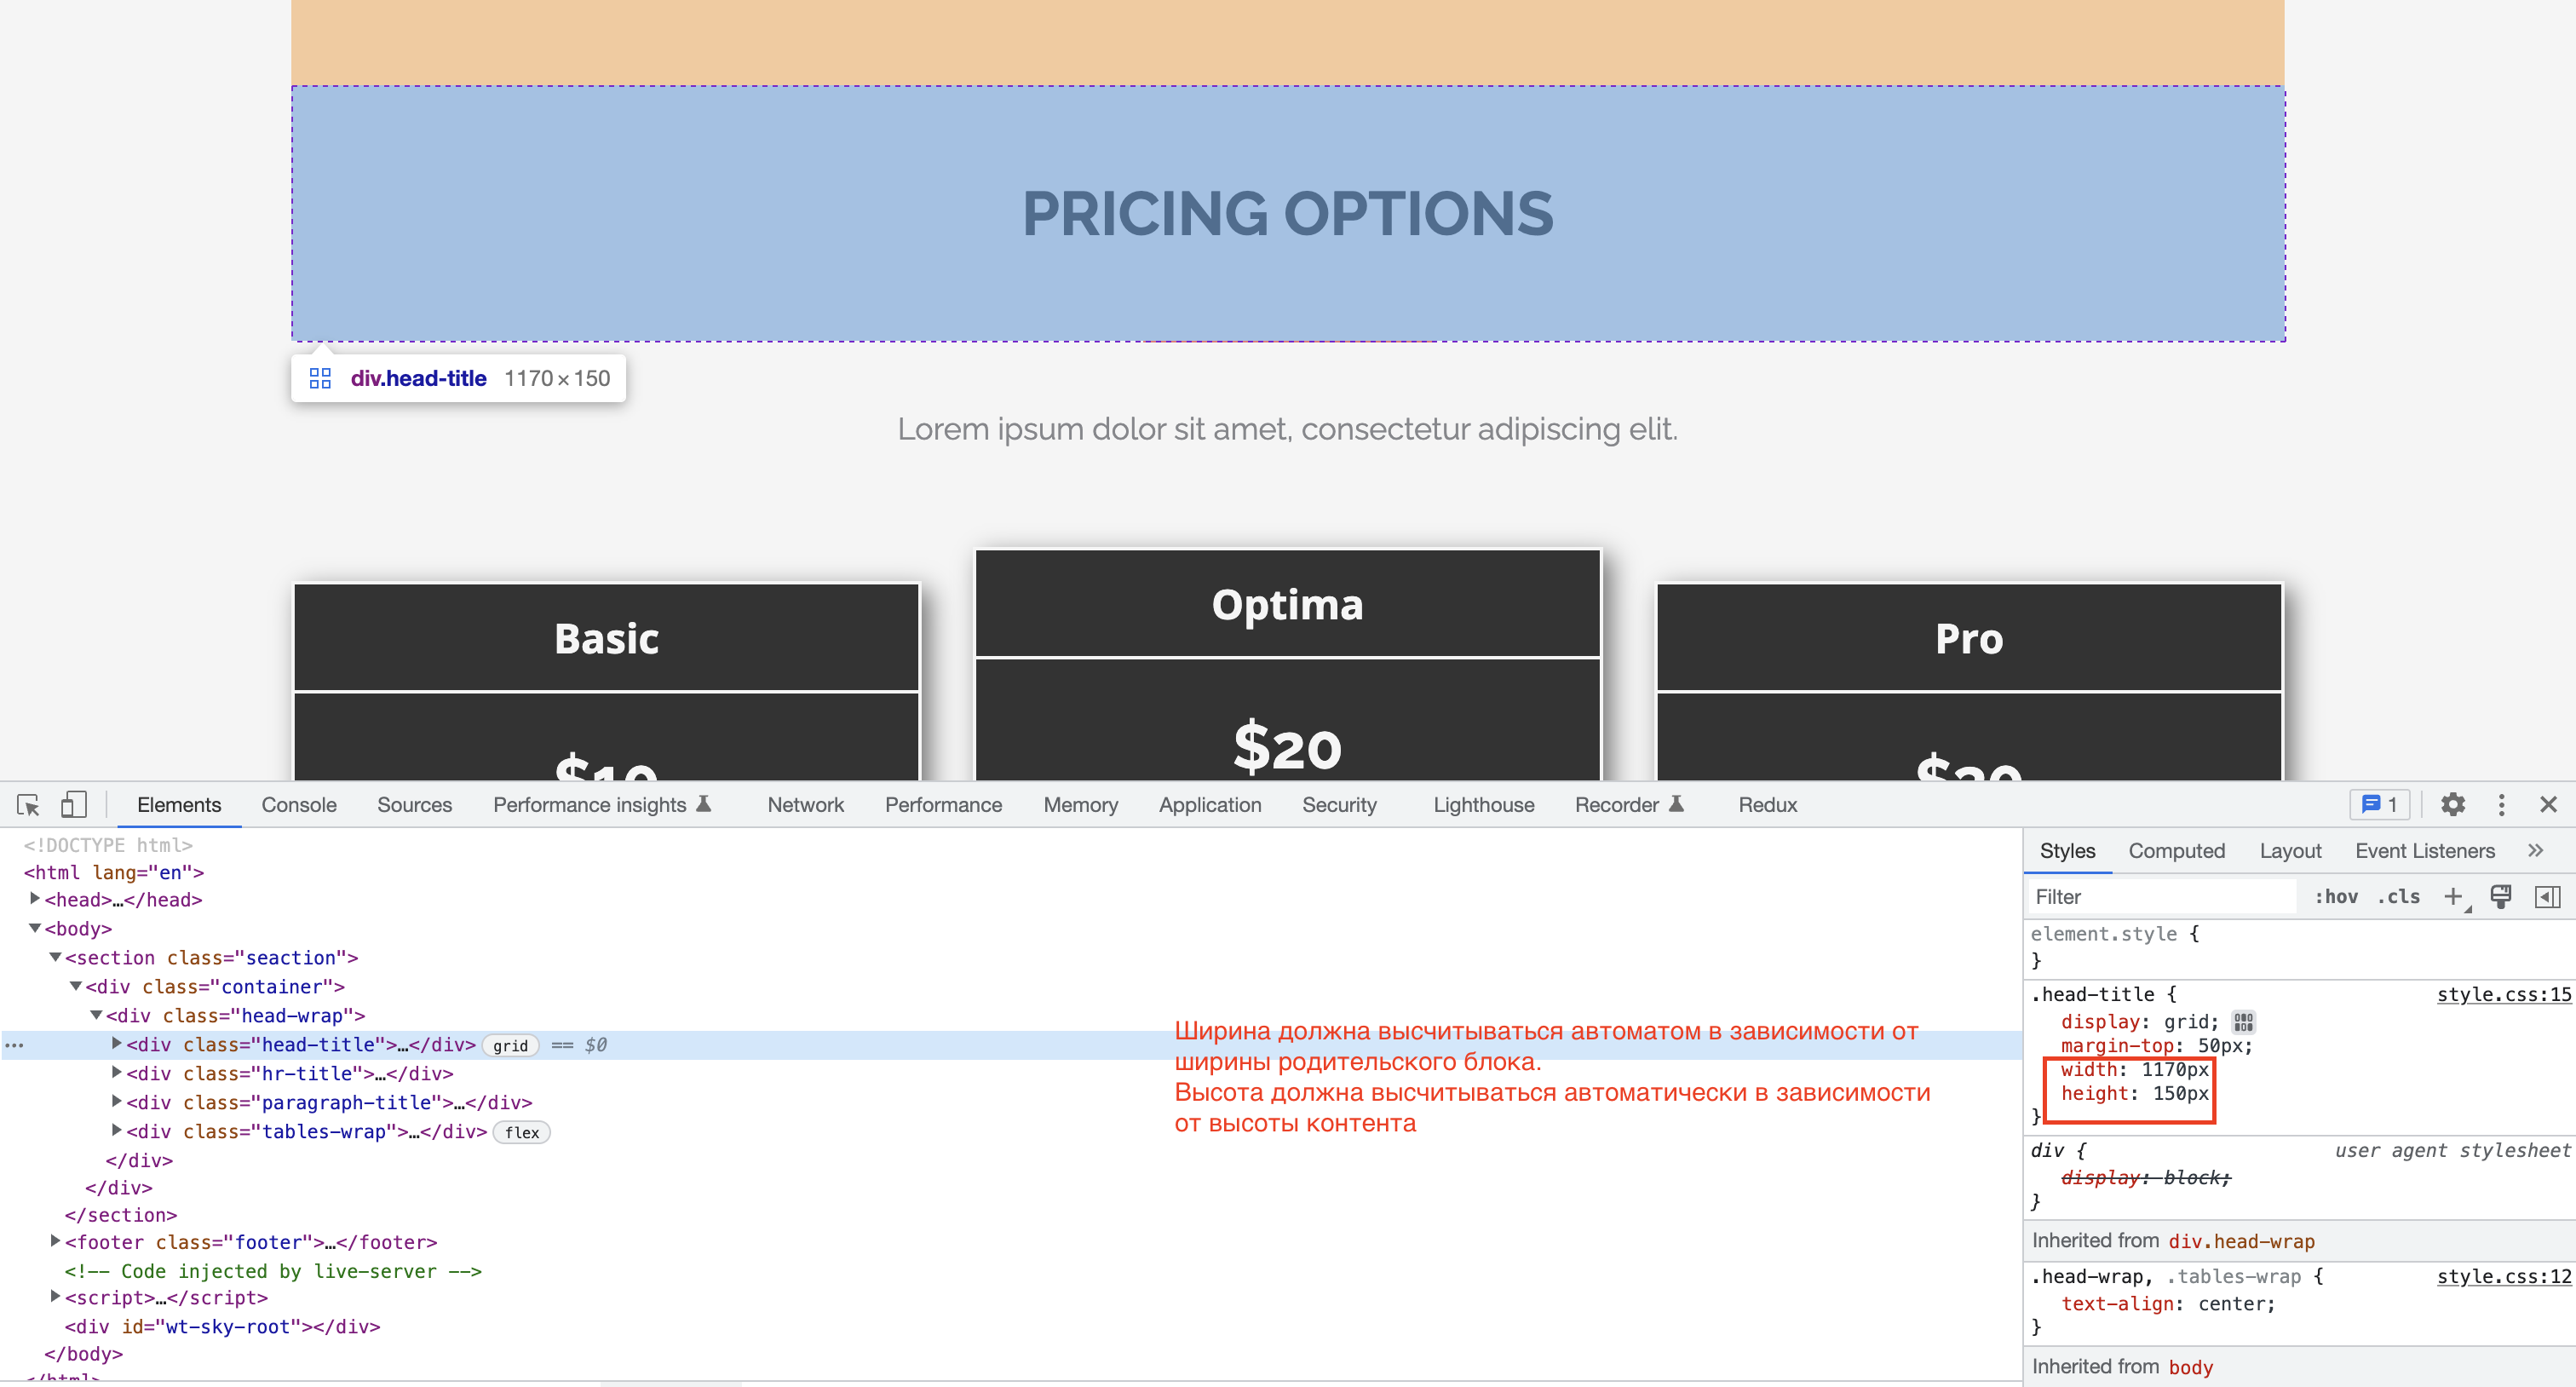 PRICING OPTIONS
div.head-title 1170×150
Lorem ipsum dolor sit amet, consectetur adipiscing elit.
Basic
Optima
Pro
$10
$20
$30
Elements Console Sources Performance insights Network Performance Memory Application Security Lighthouse Recorder Redux 1
<!DOCTYPE html>
<html lang="en">
<head>…</head>
<body>
<section class="seaction">
<div class="container">
<div class="head-wrap">
<div class="head-title">…</div> grid == $0
<div class="hr-title">…</div>
<div class="paragraph-title">…</div>
<div class="tables-wrap">…</div> flex
</div>
</div>
</section>
<footer class="footer">…</footer>
<!-- Code injected by live-server -->
<script>…</script>
<div id="wt-sky-root"></div>
</body>
</html>
Ширина должна высчитываться автоматом в зависимости от
ширины родительского блока.
Высота должна высчитываться автоматически в зависимости
от высоты контента
Styles Computed Layout Event Listeners
Filter :hov .cls
element.style {
}
.head-title { style.css:15
display: grid;
margin-top: 50px;
width: 1170px
height: 150px
}
div { user agent stylesheet
display: block;
}
Inherited from div.head-wrap
.head-wrap, .tables-wrap { style.css:12
text-align: center;
}
Inherited from body